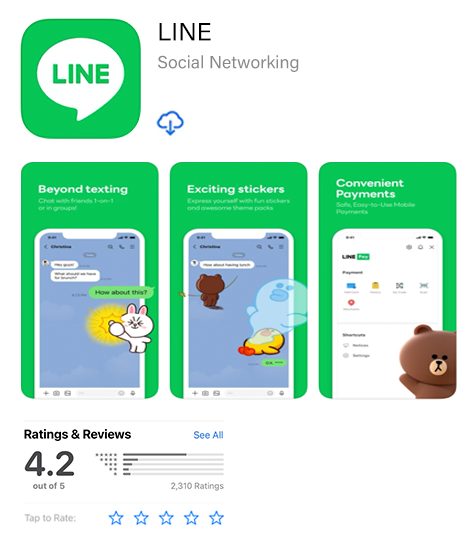 LINE
LINE
Social Networking
Beyond texting
Chat with friends 1-on-1
or in groups!
Christina
Hey guys!
What should we have
for brunch?
How about this?
Exciting stickers
Express yourself with fun stickers
and awesome theme packs
Christina
How about having lunch
Convenient
Payments
Safe, Easy-to-Use Mobile
Payments
LINE Pay
Payment
Shortcuts
Notices
Settings
Ratings & Reviews
See All
4.2
out of 5
2,310 Ratings
Tap to Rate: